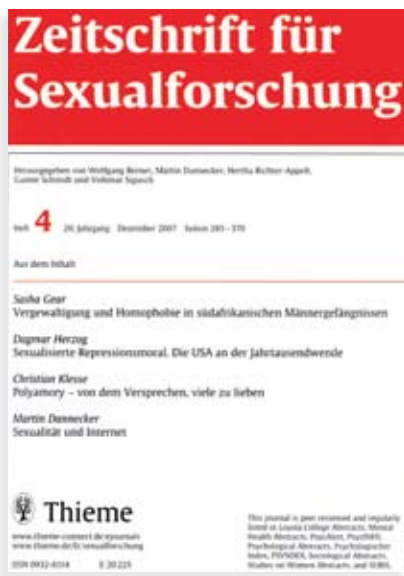 Zeitschrift für
Sexualforschung
Herausgegeben von Wolfgang Berner, Martin Dannecker, Hertha Richter-Appelt,
Gunter Schmidt und Volkmar Sigusch
Heft 4 20. Jahrgang Dezember 2007 Seiten 285 – 370
Aus dem Inhalt
Sasha Gear
Vergewaltigung und Homophobie in südafrikanischen Männergefängnissen
Dagmar Herzog
Sexualisierte Repressionsmoral. Die USA an der Jahrtausendwende
Christian Klesse
Polyamory – von dem Versprechen, viele zu lieben
Martin Dannecker
Sexualität und Internet
Thieme
www.thieme-connect.de/ejournals
www.thieme.de/fz/sexualforschung
ISSN 0932-8114 E 20225
This journal is peer reviewed and regularly
listed in Loyola College Abstracts, Mental
Health Abstracts, PsycAlert, PsycINFO,
Psychological Abstracts, Psychologischer
Index, PSYNDEX, Sociological Abstracts,
Studies on Women Abstracts, and